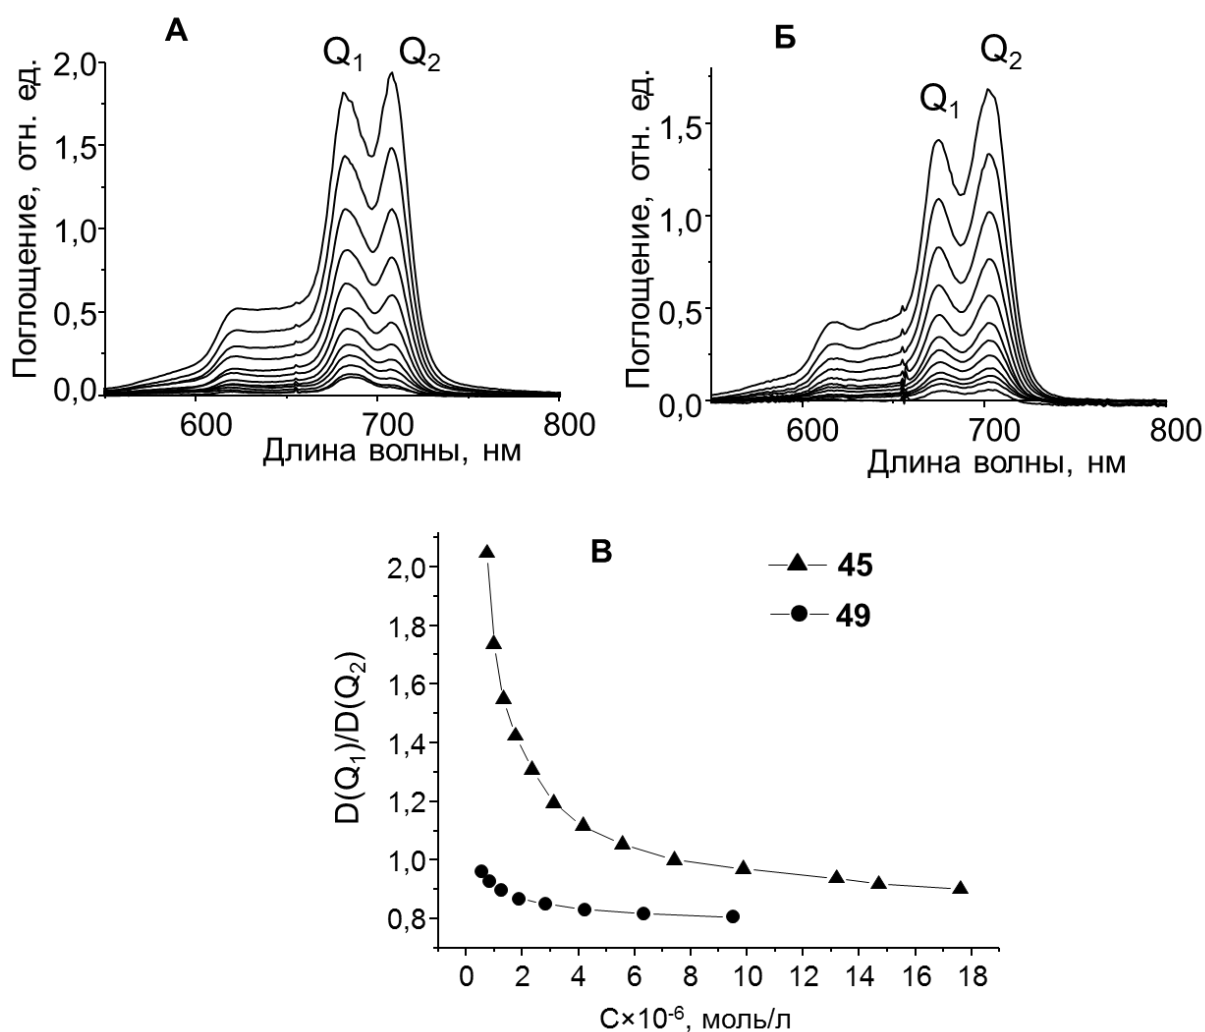 А
Q1 Q2
Поглощение, отн. ед.
2,0
1,5
1,0
0,5
0,0
600 700 800
Длина волны, нм
Б
Q1
Q2
Поглощение, отн. ед.
1,5
1,0
0,5
0,0
600 700 800
Длина волны, нм
В
45
49
D(Q1)/D(Q2)
2,0
1,8
1,6
1,4
1,2
1,0
0,8
0 2 4 6 8 10 12 14 16 18
C×10-6, моль/л